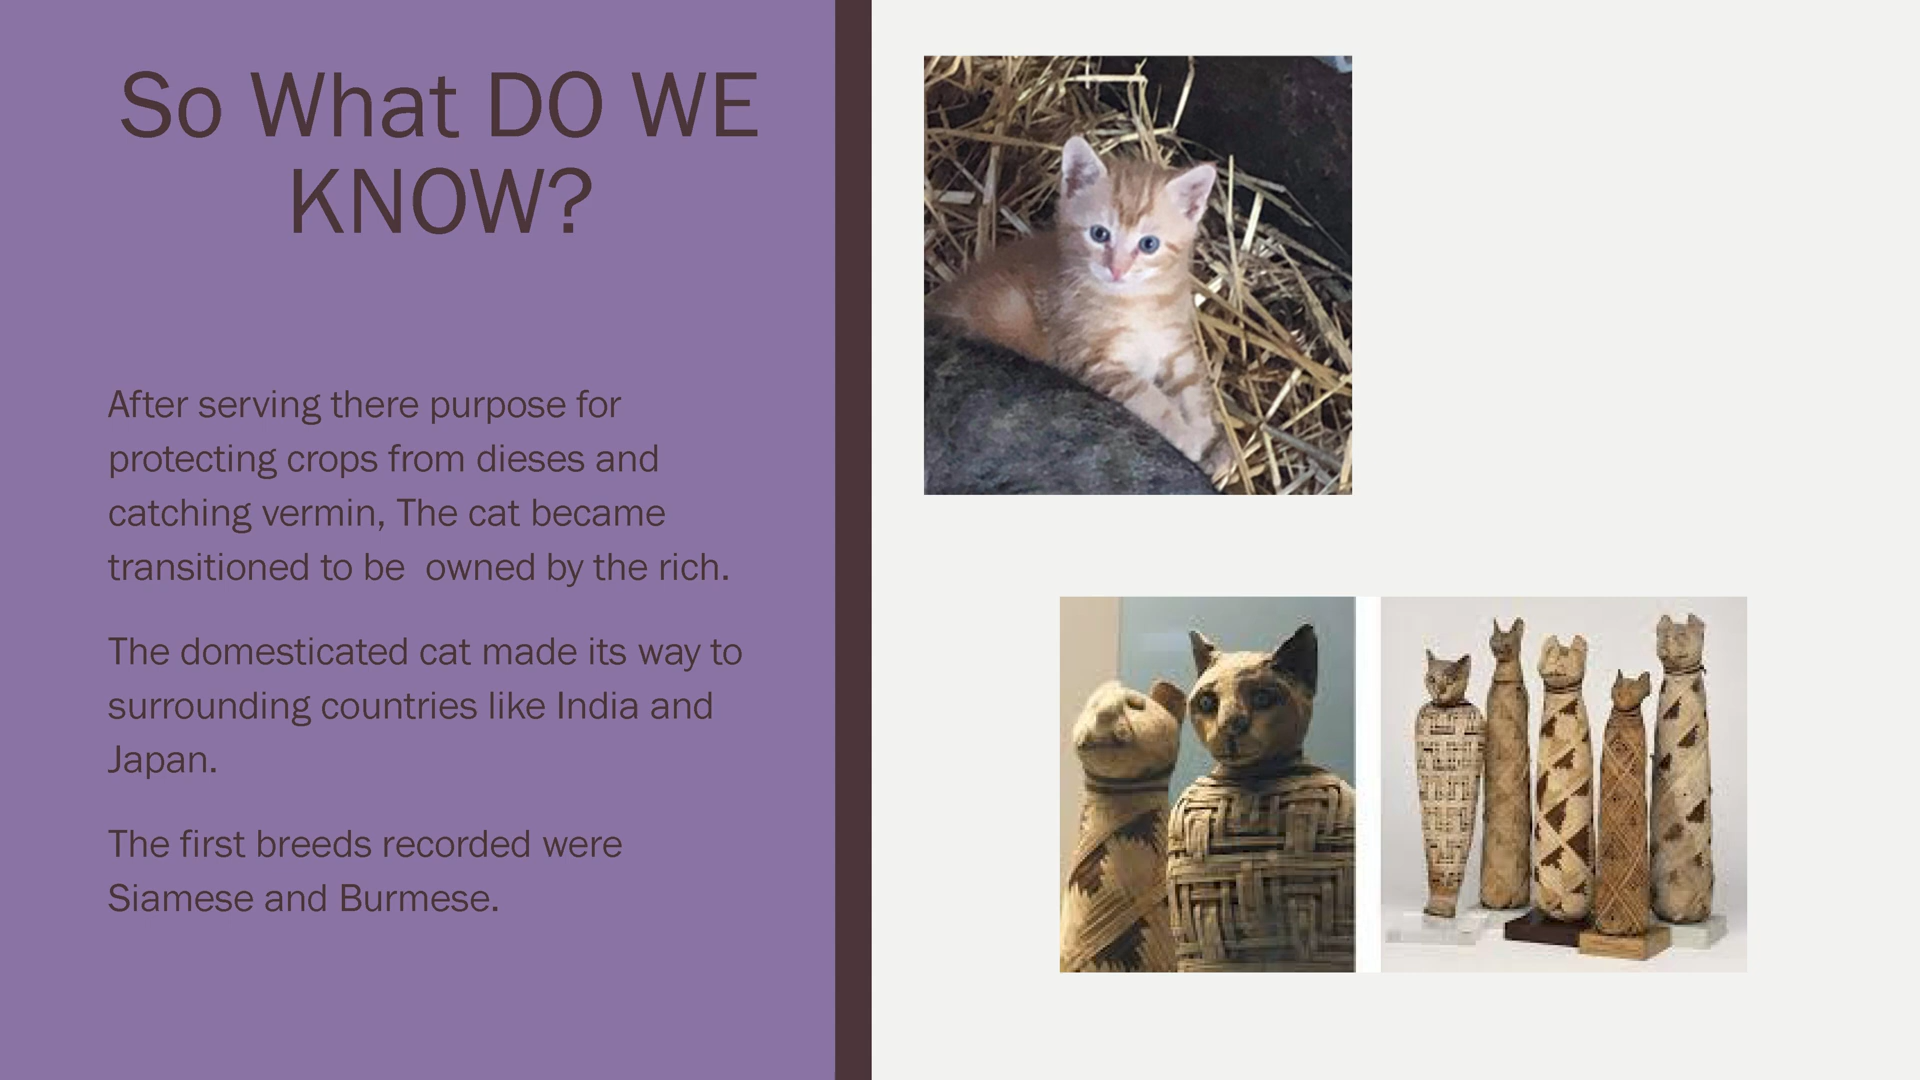 So What DO WE
KNOW?
After serving there purpose for
protecting crops from dieses and
catching vermin, The cat became
transitioned to be  owned by the rich.
The domesticated cat made its way to
surrounding countries like India and
Japan.
The first breeds recorded were
Siamese and Burmese.